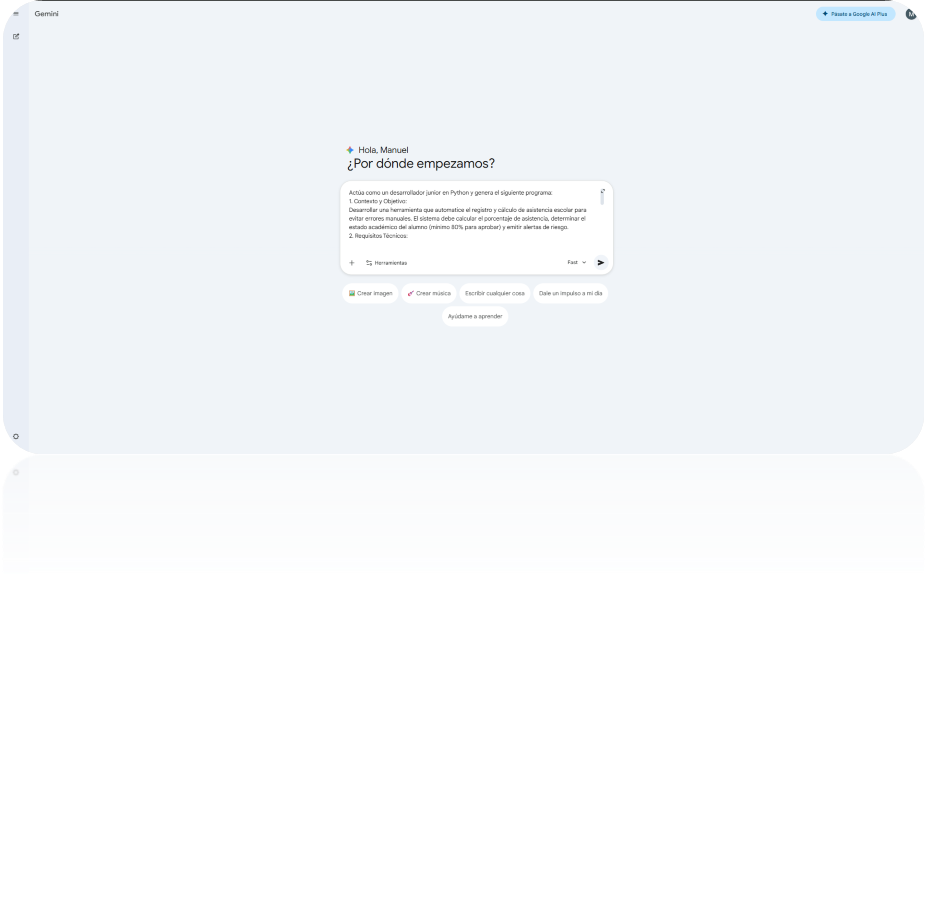 Gemini
Pásate a Google AI Plus
Hola, Manuel
¿Por dónde empezamos?
Actúa como un desarrollador junior en Python y genera el siguiente programa:
1. Contexto y Objetivo:
Desarrollar una herramienta que automatice el registro y cálculo de asistencia escolar para
evitar errores manuales. El sistema debe calcular el porcentaje de asistencia, determinar el
estado académico del alumno (mínimo 80% para aprobar) y emitir alertas de riesgo.
2. Requisitos Técnicos:
Herramientas
Fast
Crear imagen
Crear música
Escribir cualquier cosa
Dale un impulso a mi día
Ayúdame a aprender